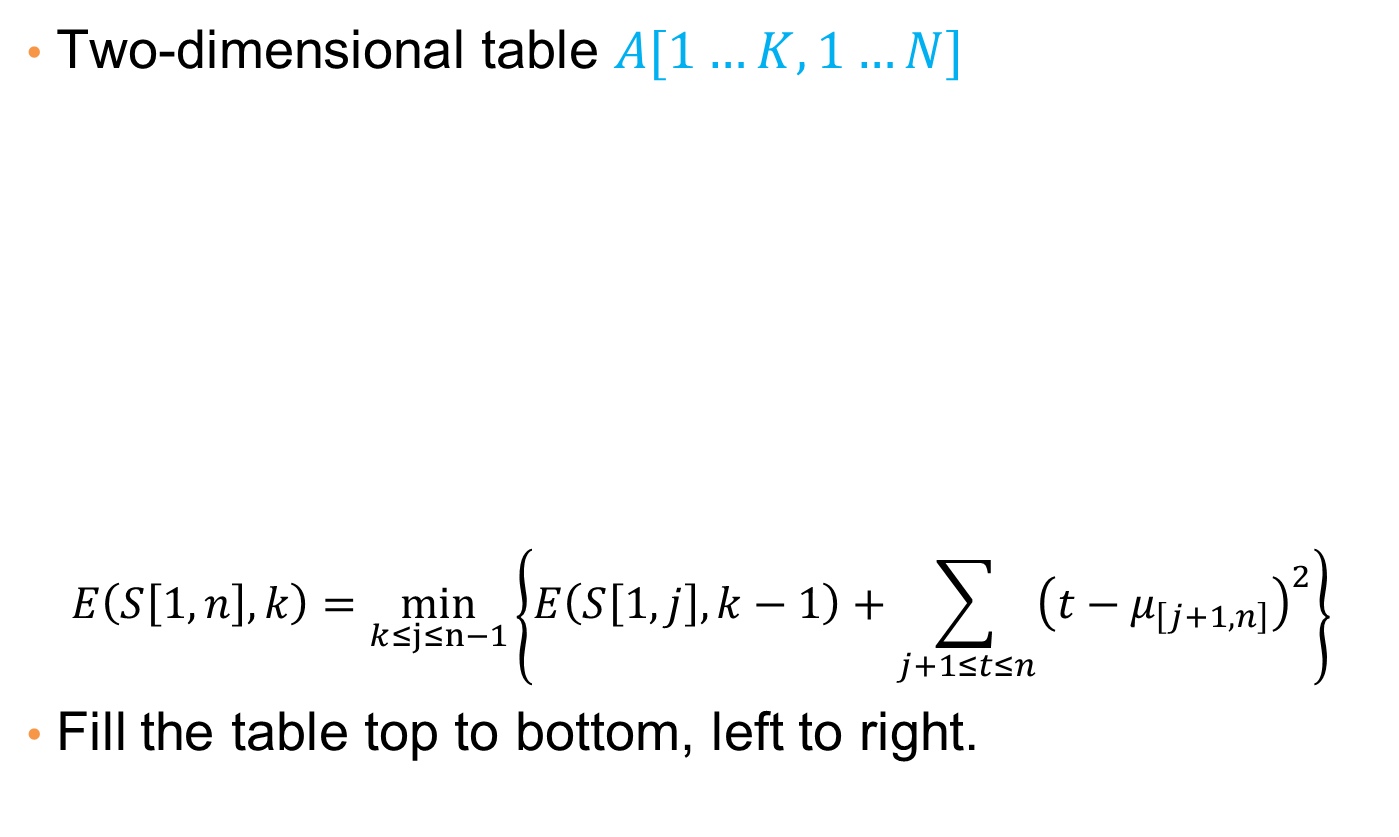 • Two-dimensional table A[1 … K, 1 … N]
E(S[1, n], k) = min_{k≤j≤n−1} {E(S[1, j], k − 1) + ∑_{j+1≤t≤n} (t − μ_{[j+1,n]})²}
• Fill the table top to bottom, left to right.